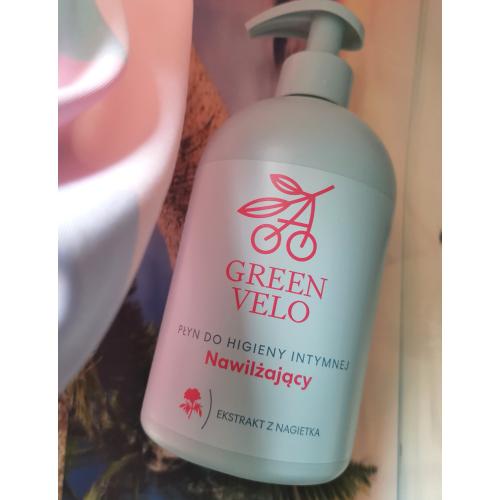 GREEN
VELO
PŁYN DO HIGIENY INTYMNEJ
Nawilżający
EKSTRAKT Z NAGIETKA